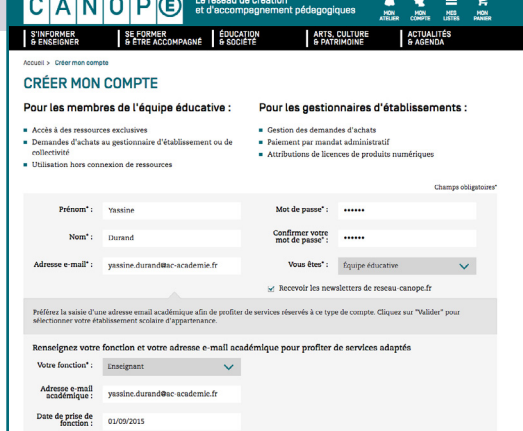 CANOPÉ
Le réseau de création
et d'accompagnement pédagogiques
MON ATELIER
MON COMPTE
MES LISTES
MON PANIER
S'INFORMER
& ENSEIGNER
SE FORMER
& ÊTRE ACCOMPAGNÉ
ÉDUCATION
& SOCIÉTÉ
ARTS, CULTURE
& PATRIMOINE
ACTUALITÉS
& AGENDA
Accueil > Créer mon compte
CRÉER MON COMPTE
Pour les membres de l'équipe éducative :
Accès à des ressources exclusives
Demandes d'achats au gestionnaire d'établissement ou de
collectivité
Utilisation hors connexion de ressources
Pour les gestionnaires d'établissements :
Gestion des demandes d'achats
Paiement par mandat administratif
Attributions de licences de produits numériques
Champs obligatoires*
Prénom* : Yassine
Mot de passe* : ••••••
Nom* : Durand
Confirmer votre
mot de passe* : ••••••
Adresse e-mail* : yassine.durand@ac-academie.fr
Vous êtes* : Équipe éducative
Recevoir les newsletters de reseau-canope.fr
Préférez la saisie d'une adresse email académique afin de profiter de services réservés à ce type de compte. Cliquez sur "Valider" pour
sélectionner votre établissement scolaire d'appartenance.
Renseignez votre fonction et votre adresse e-mail académique pour profiter de services adaptés
Votre fonction* : Enseignant
Adresse e-mail
académique : yassine.durand@ac-academie.fr
Date de prise de
fonction : 01/09/2015